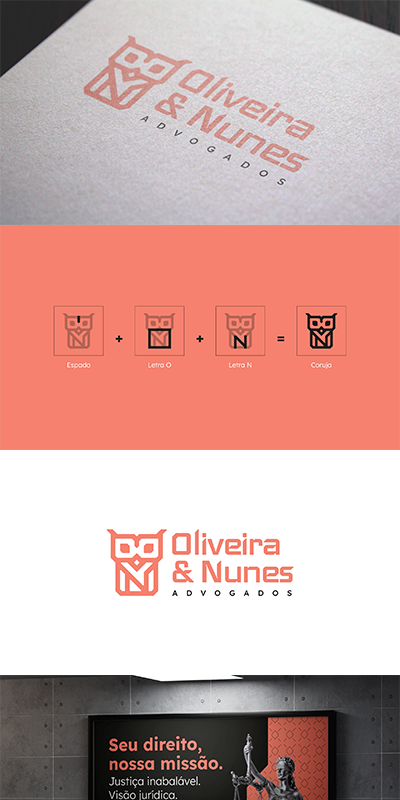 Oliveira
& Nunes
ADVOGADOS
+ + =
Espada Letra O Letra N Coruja
Oliveira
& Nunes
ADVOGADOS
Seu direito,
nossa missão.
Justiça inabalável.
Visão jurídica.